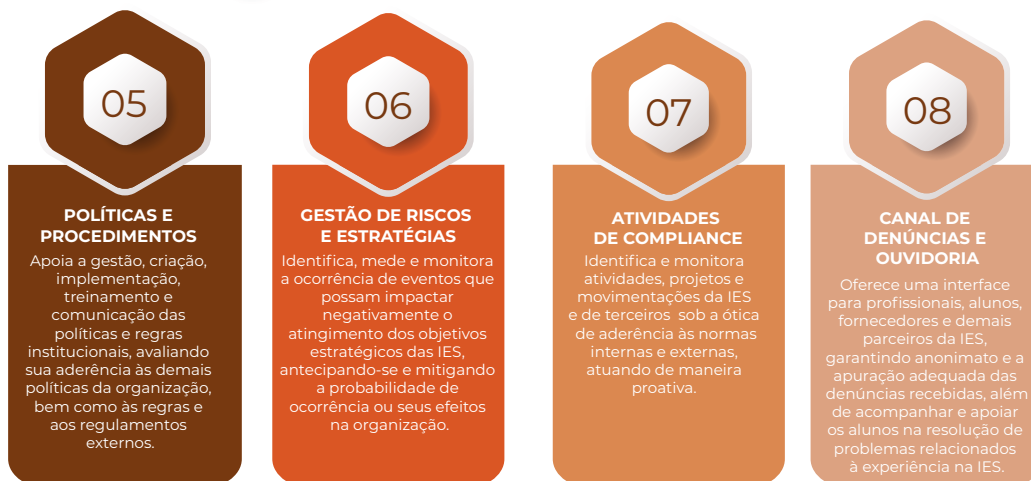 05
POLÍTICAS E
PROCEDIMENTOS
Apoia a gestão, criação,
implementação,
treinamento e
comunicação das
políticas e regras
institucionais, avaliando
sua aderência às demais
políticas da organização,
bem como às regras e
aos regulamentos
externos.
06
GESTÃO DE RISCOS
E ESTRATÉGIAS
Identifica, mede e monitora
a ocorrência de eventos que
possam impactar
negativamente o
atingimento dos objetivos
estratégicos das IES,
antecipando-se e mitigando
a probabilidade de
ocorrência ou seus efeitos
na organização.
07
ATIVIDADES
DE COMPLIANCE
Identifica e monitora
atividades, projetos e
movimentações da IES
e de terceiros sob a ótica
de aderência às normas
internas e externas,
atuando de maneira
proativa.
08
CANAL DE
DENÚNCIAS E
OUVIDORIA
Oferece uma interface
para profissionais, alunos,
fornecedores e demais
parceiros da IES,
garantindo anonimato e a
apuração adequada das
denúncias recebidas, além
de acompanhar e apoiar
os alunos na resolução de
problemas relacionados
à experiência na IES.